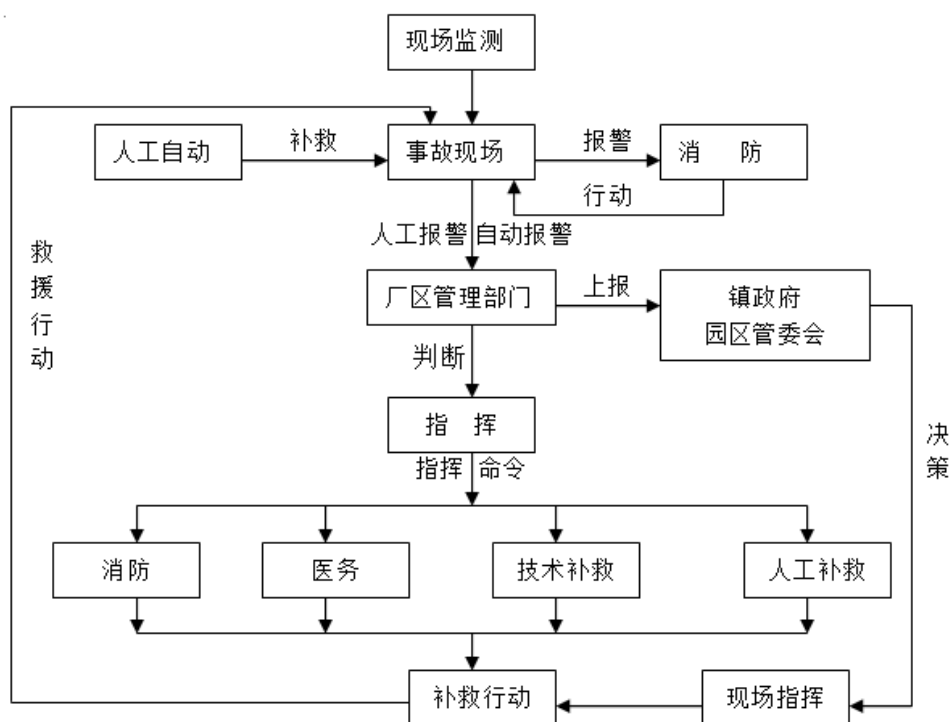 现场监测
人工自动
补救
事故现场
报警
消 防
行动
人工报警 自动报警
救援行动
厂区管理部门
上报
镇政府
园区管委会
判断
指 挥
决策
指挥 命令
消防
医务
技术补救
人工补救
补救行动
现场指挥